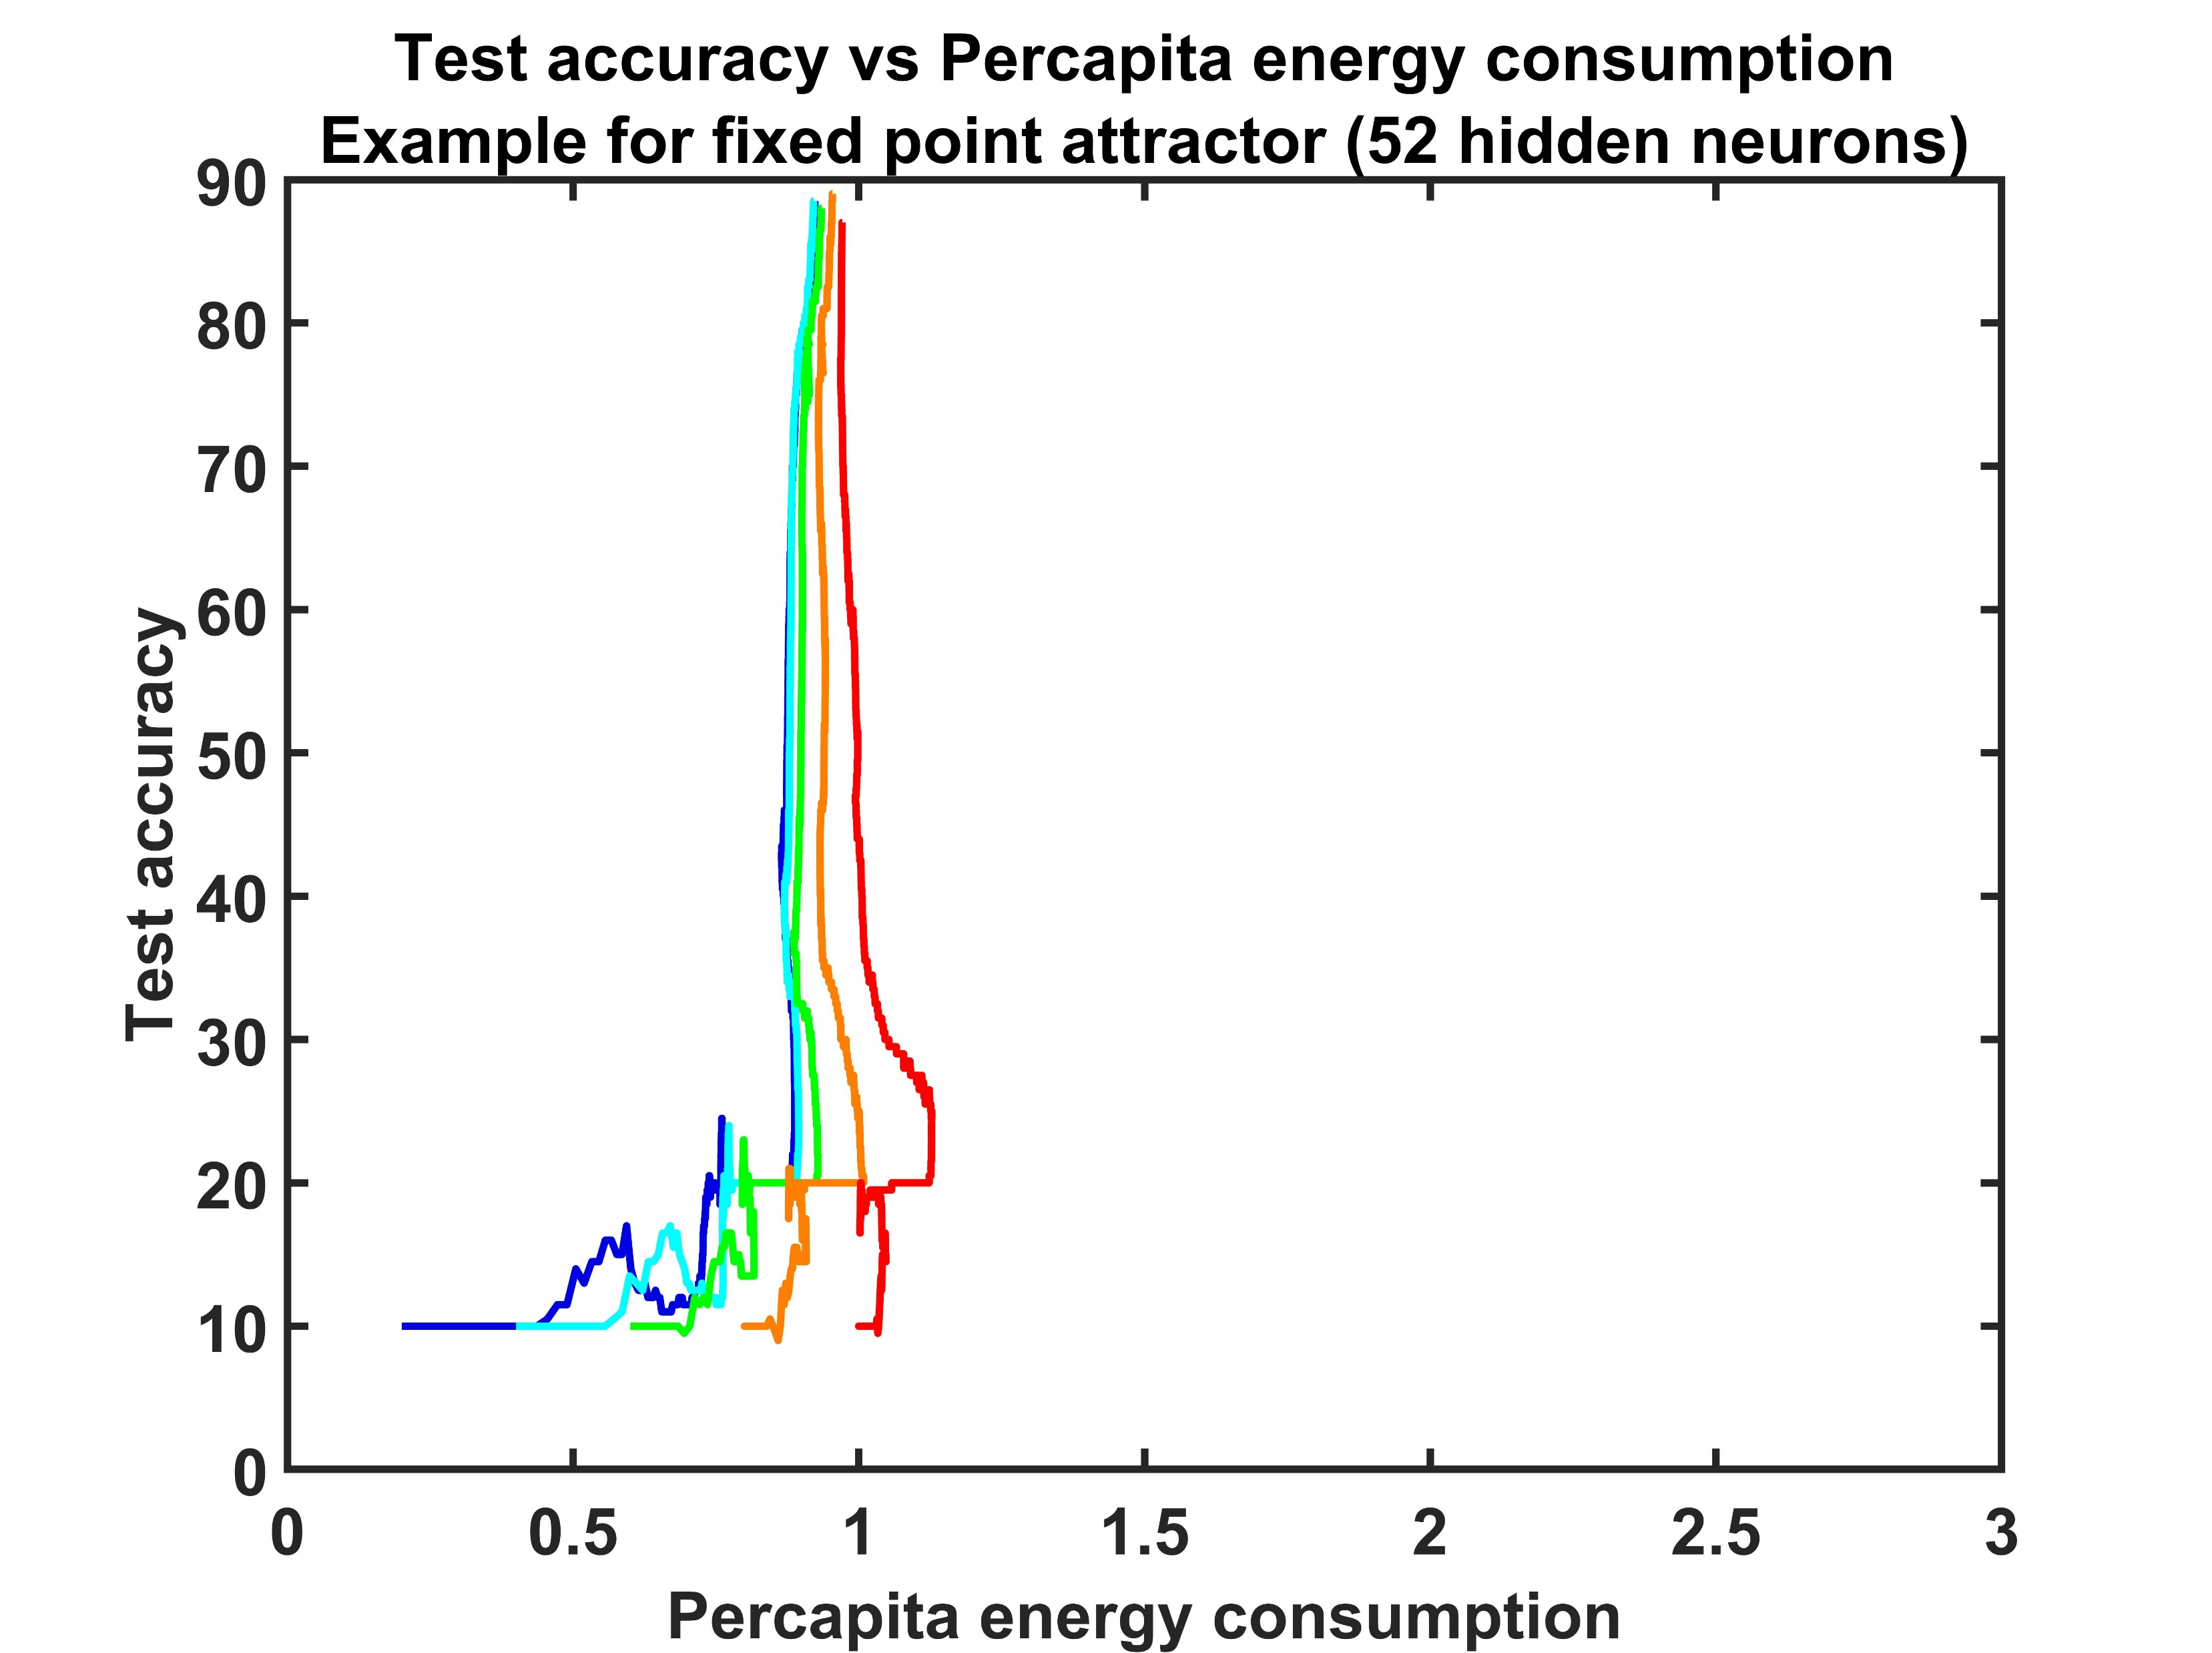 Test accuracy vs Percapita energy consumption
Example for fixed point attractor (52 hidden neurons)
90
80
70
60
50
40
30
20
10
0
Test accuracy
0 0.5 1 1.5 2 2.5 3
Percapita energy consumption